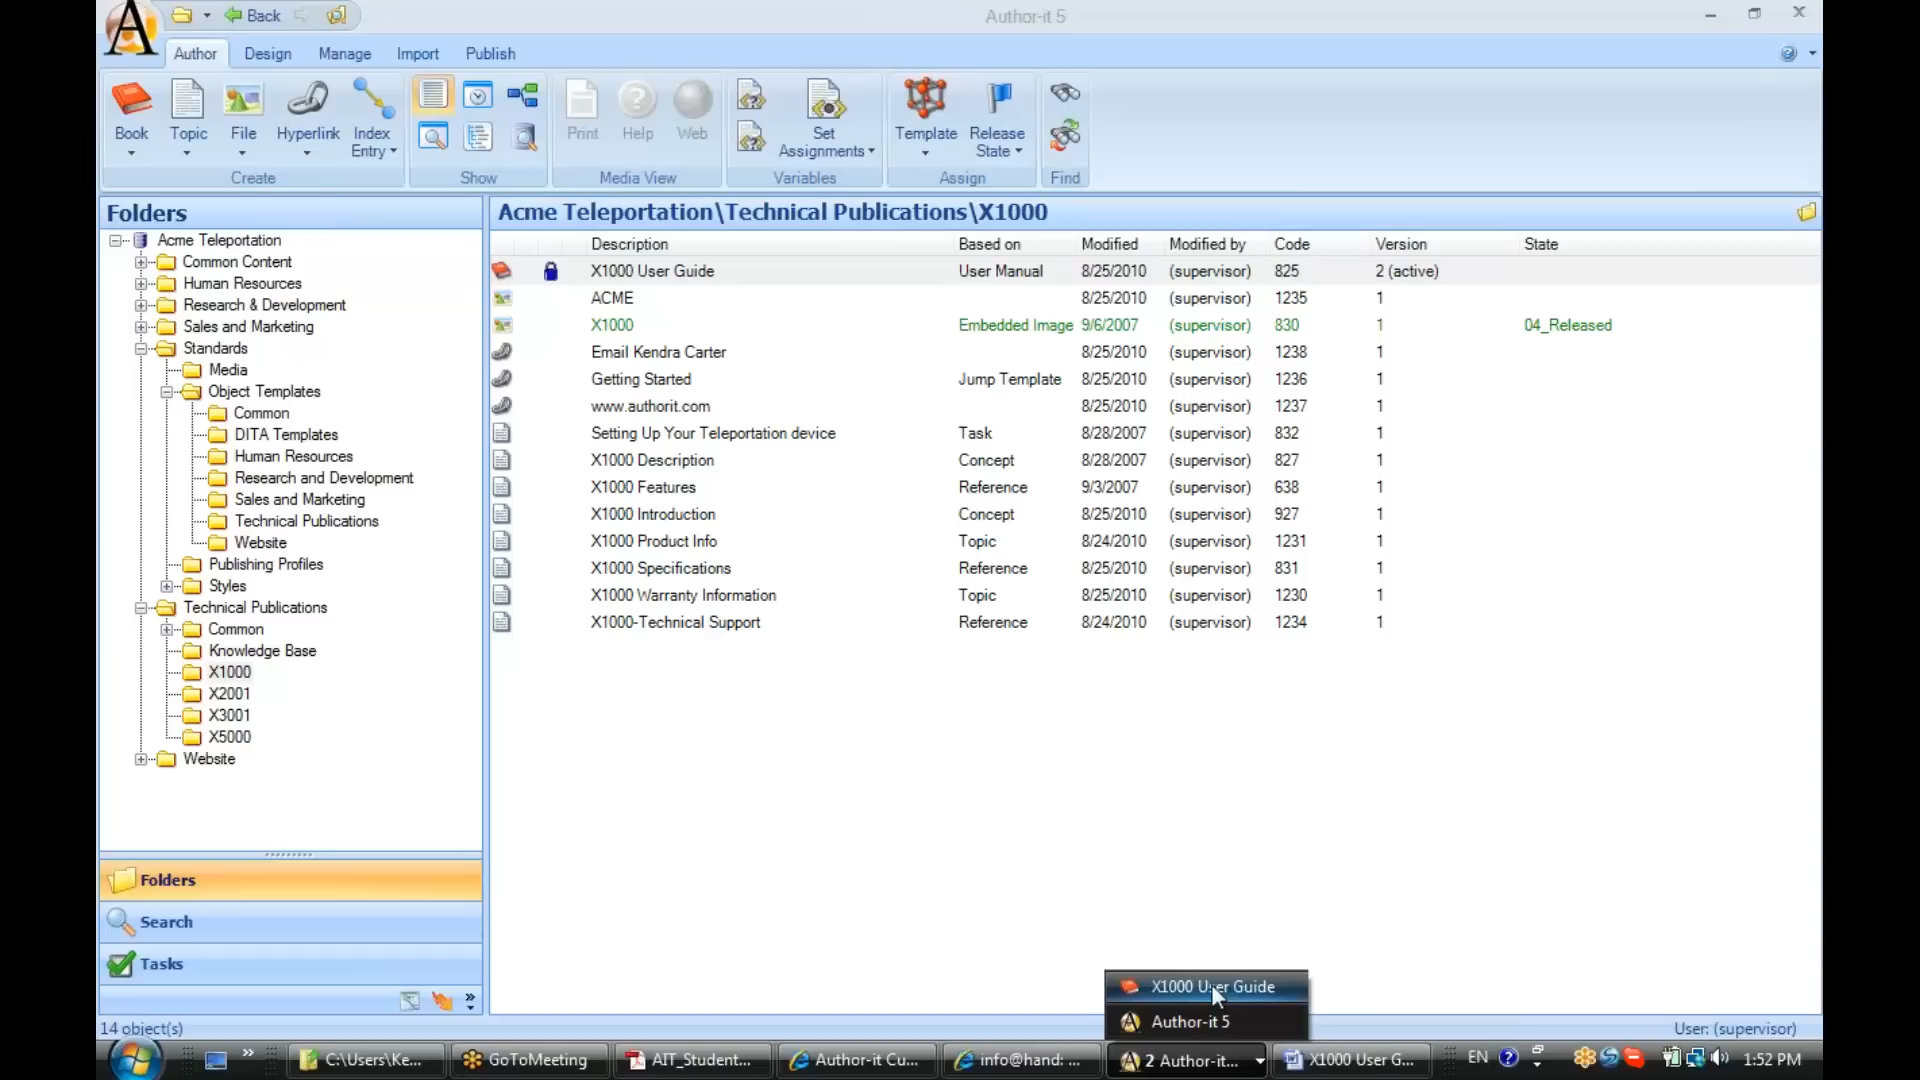 Back
Author-it 5
Author Design Manage Import Publish
Book Topic File Hyperlink Index Entry
Print Help Web
Set Assignments
Template Release State
Create Show Media View Variables Assign Find
Folders
Acme Teleportation\Technical Publications\X1000
Acme Teleportation
Common Content
Human Resources
Research & Development
Sales and Marketing
Standards
Media
Object Templates
Common
DITA Templates
Human Resources
Research and Development
Sales and Marketing
Technical Publications
Website
Publishing Profiles
Styles
Technical Publications
Common
Knowledge Base
X1000
X2001
X3001
X5000
Website
Folders
Search
Tasks
Description Based on Modified Modified by Code Version State
X1000 User Guide User Manual 8/25/2010 (supervisor) 825 2 (active)
ACME 8/25/2010 (supervisor) 1235 1
X1000 Embedded Image 9/6/2007 (supervisor) 830 1 04_Released
Email Kendra Carter 8/25/2010 (supervisor) 1238 1
Getting Started Jump Template 8/25/2010 (supervisor) 1236 1
www.authorit.com 8/25/2010 (supervisor) 1237 1
Setting Up Your Teleportation device Task 8/28/2007 (supervisor) 832 1
X1000 Description Concept 8/28/2007 (supervisor) 827 1
X1000 Features Reference 9/3/2007 (supervisor) 638 1
X1000 Introduction Concept 8/25/2010 (supervisor) 927 1
X1000 Product Info Topic 8/24/2010 (supervisor) 1231 1
X1000 Specifications Reference 8/25/2010 (supervisor) 831 1
X1000 Warranty Information Topic 8/25/2010 (supervisor) 1230 1
X1000-Technical Support Reference 8/24/2010 (supervisor) 1234 1
X1000 User Guide
Author-it 5
14 object(s)
User: (supervisor)
C:\Users\Ke... GoToMeeting AIT_Student... Author-it Cu... info@hand: ... 2 Author-it... X1000 User G... EN 1:52 PM